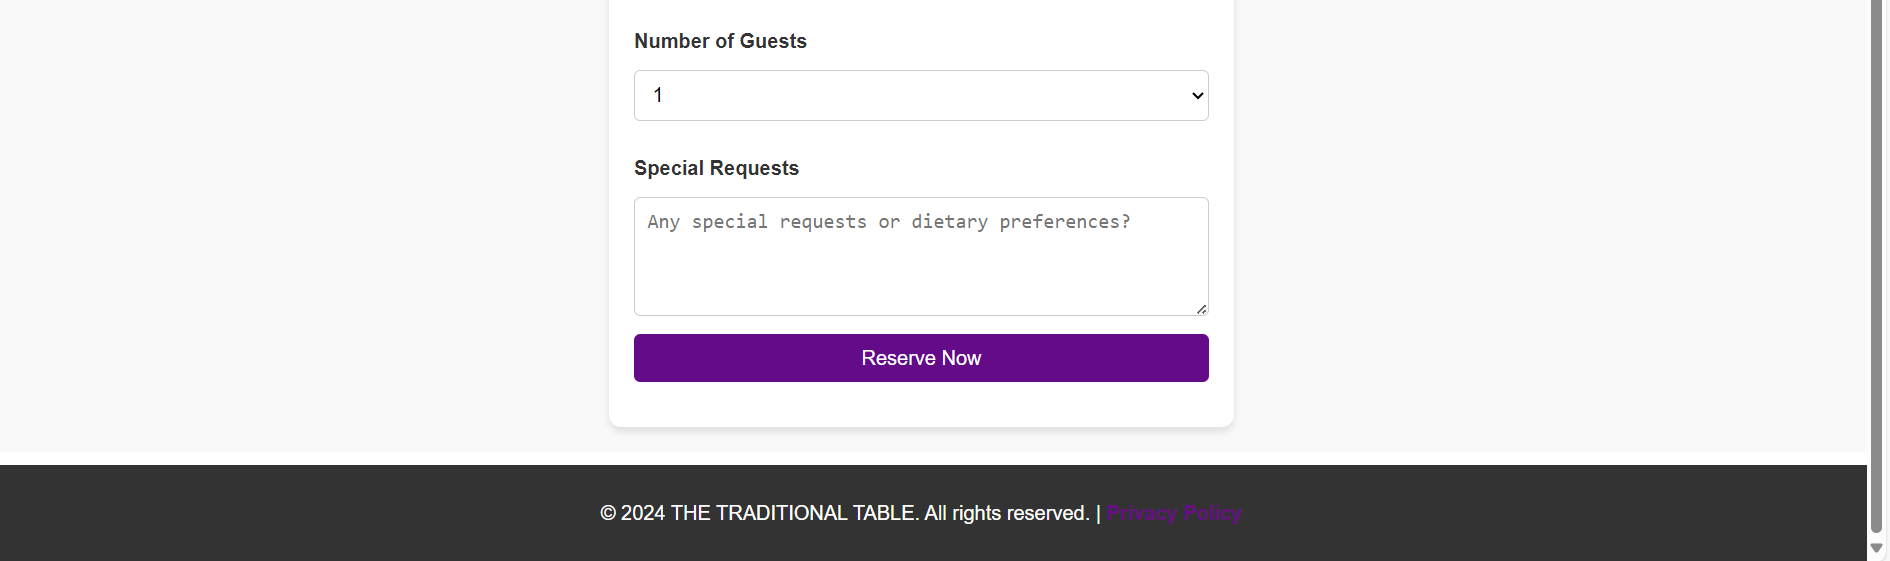 Number of Guests
1
Special Requests
Any special requests or dietary preferences?
Reserve Now
© 2024 THE TRADITIONAL TABLE. All rights reserved. | Privacy Policy